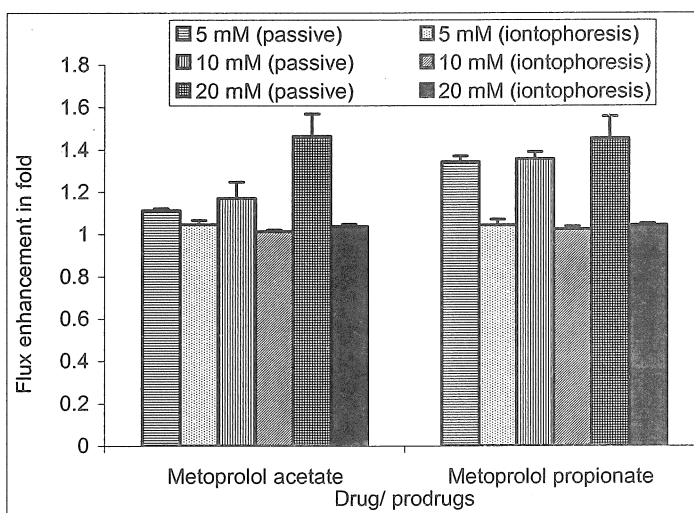 5 mM (passive) 5 mM (iontophoresis)
10 mM (passive) 10 mM (iontophoresis)
20 mM (passive) 20 mM (iontophoresis)
Flux enhancement in fold
1.8
1.6
1.4
1.2
1
0.8
0.6
0.4
0.2
0
Metoprolol acetate Metoprolol propionate
Drug/ prodrugs